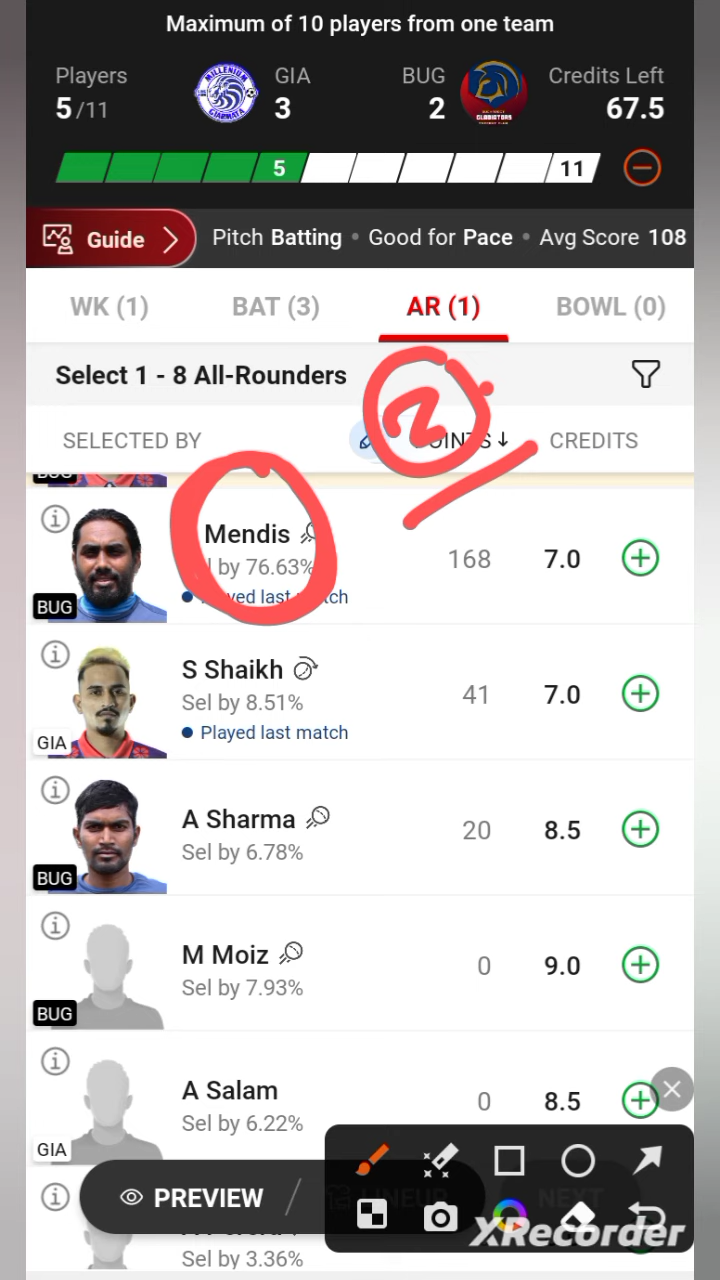 Maximum of 10 players from one team
Players
5/11
GIA
3
BUG
2
Credits Left
67.5
5
11
Guide
Pitch Batting • Good for Pace • Avg Score 108
WK (1)
BAT (3)
AR (1)
BOWL (0)
Select 1 - 8 All-Rounders
2
SELECTED BY
CREDITS
Mendis
by 76.63%
168
7.0
BUG
S Shaikh
Sel by 8.51%
Played last match
41
7.0
GIA
A Sharma
Sel by 6.78%
20
8.5
BUG
M Moiz
Sel by 7.93%
0
9.0
BUG
A Salam
Sel by 6.22%
0
8.5
GIA
PREVIEW
Sel by 3.36%
XRecorder